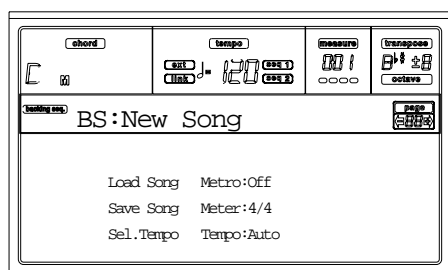 chord tempo measure transpose
C M ext link ♩= 120 seq 1 seq 2 001 octave
backing seq. BS:New Song page
Load Song Metro:Off
Save Song Meter:4/4
Sel.Tempo Tempo:Auto